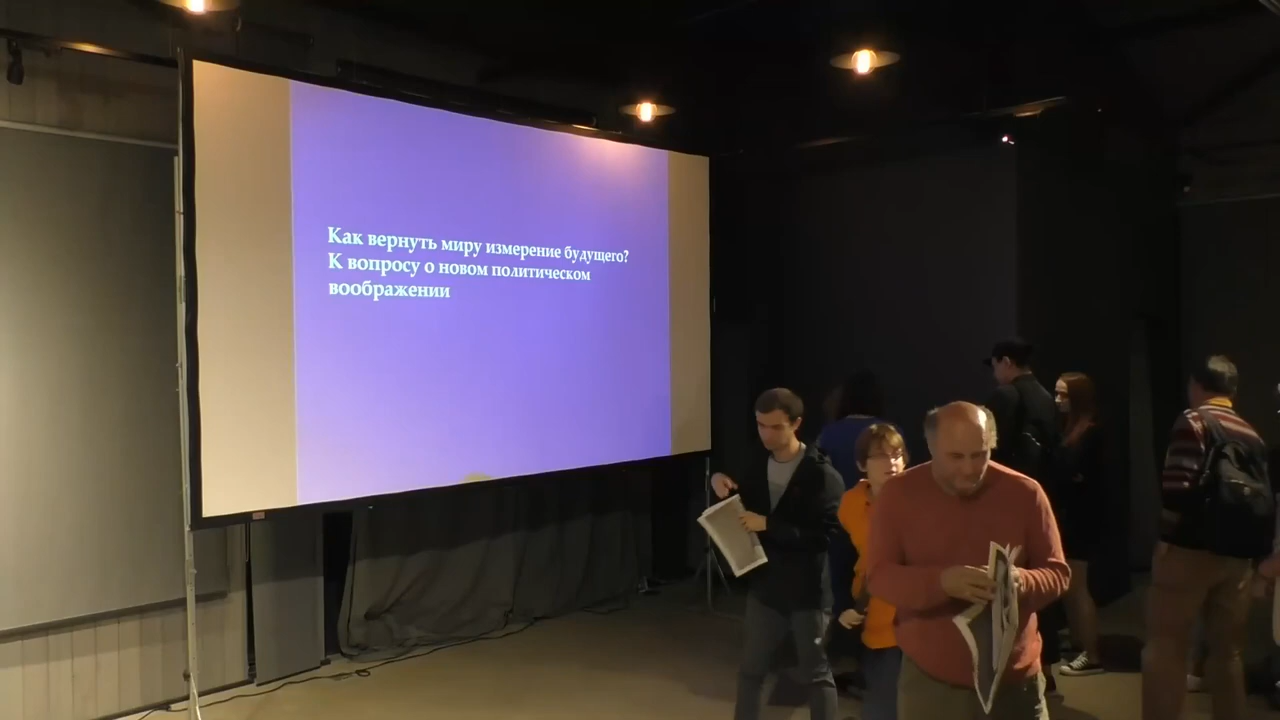 Как вернуть миру измерение будущего?
К вопросу о новом политическом
воображении